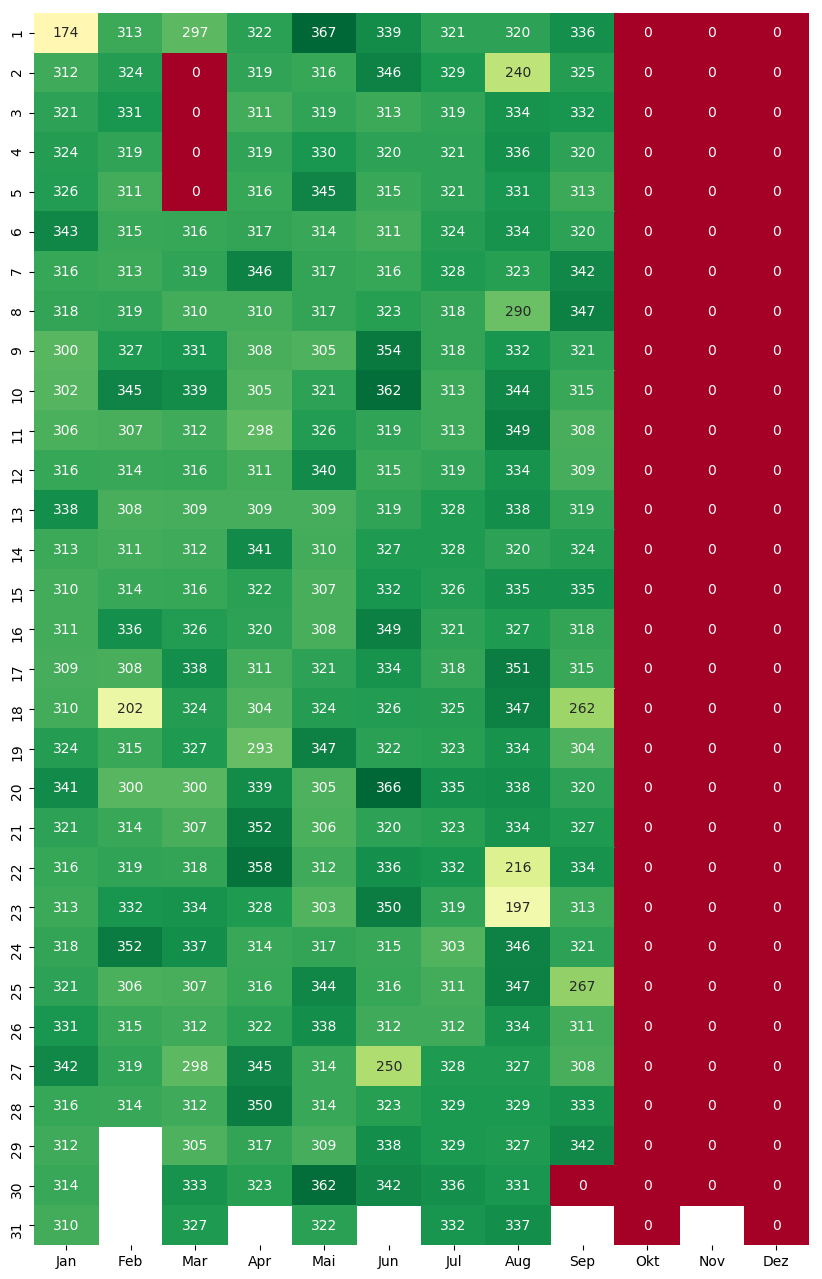 1 174 313 297 322 367 339 321 320 336 0 0 0
2 312 324 0 319 316 346 329 240 325 0 0 0
3 321 331 0 311 319 313 319 334 332 0 0 0
4 324 319 0 319 330 320 321 336 320 0 0 0
5 326 311 0 316 345 315 321 331 313 0 0 0
6 343 315 316 317 314 311 324 334 320 0 0 0
7 316 313 319 346 317 316 328 323 342 0 0 0
8 318 319 310 310 317 323 318 290 347 0 0 0
9 300 327 331 308 305 354 318 332 321 0 0 0
10 302 345 339 305 321 362 313 344 315 0 0 0
11 306 307 312 298 326 319 313 349 308 0 0 0
12 316 314 316 311 340 315 319 334 309 0 0 0
13 338 308 309 309 309 319 328 338 319 0 0 0
14 313 311 312 341 310 327 328 320 324 0 0 0
15 310 314 316 322 307 332 326 335 335 0 0 0
16 311 336 326 320 308 349 321 327 318 0 0 0
17 309 308 338 311 321 334 318 351 315 0 0 0
18 310 202 324 304 324 326 325 347 262 0 0 0
19 324 315 327 293 347 322 323 334 304 0 0 0
20 341 300 300 339 305 366 335 338 320 0 0 0
21 321 314 307 352 306 320 323 334 327 0 0 0
22 316 319 318 358 312 336 332 216 334 0 0 0
23 313 332 334 328 303 350 319 197 313 0 0 0
24 318 352 337 314 317 315 303 346 321 0 0 0
25 321 306 307 316 344 316 311 347 267 0 0 0
26 331 315 312 322 338 312 312 334 311 0 0 0
27 342 319 298 345 314 250 328 327 308 0 0 0
28 316 314 312 350 314 323 329 329 333 0 0 0
29 312 305 317 309 338 329 327 342 0 0 0
30 314 333 323 362 342 336 331 0 0 0 0
31 310 327 322 332 337 0 0
Jan Feb Mar Apr Mai Jun Jul Aug Sep Okt Nov Dez